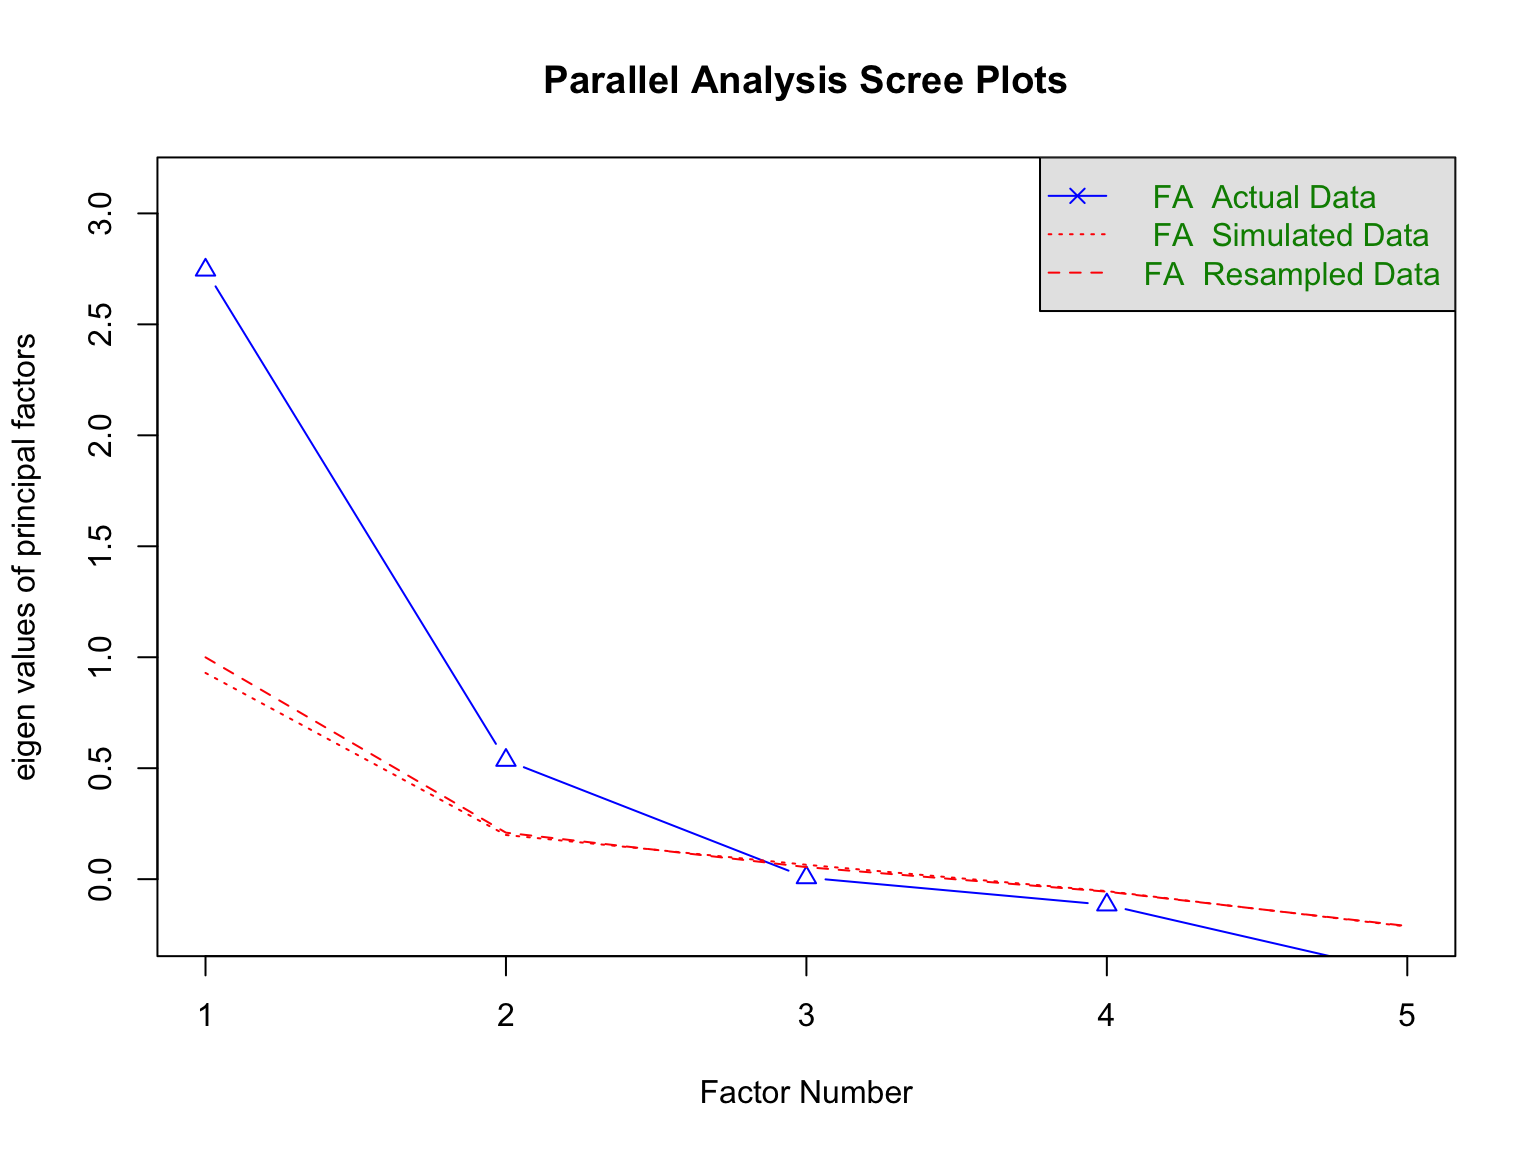 Parallel Analysis Scree Plots
FA Actual Data
FA Simulated Data
FA Resampled Data
eigen values of principal factors
3.0
2.5
2.0
1.5
1.0
0.5
0.0
1 2 3 4 5
Factor Number